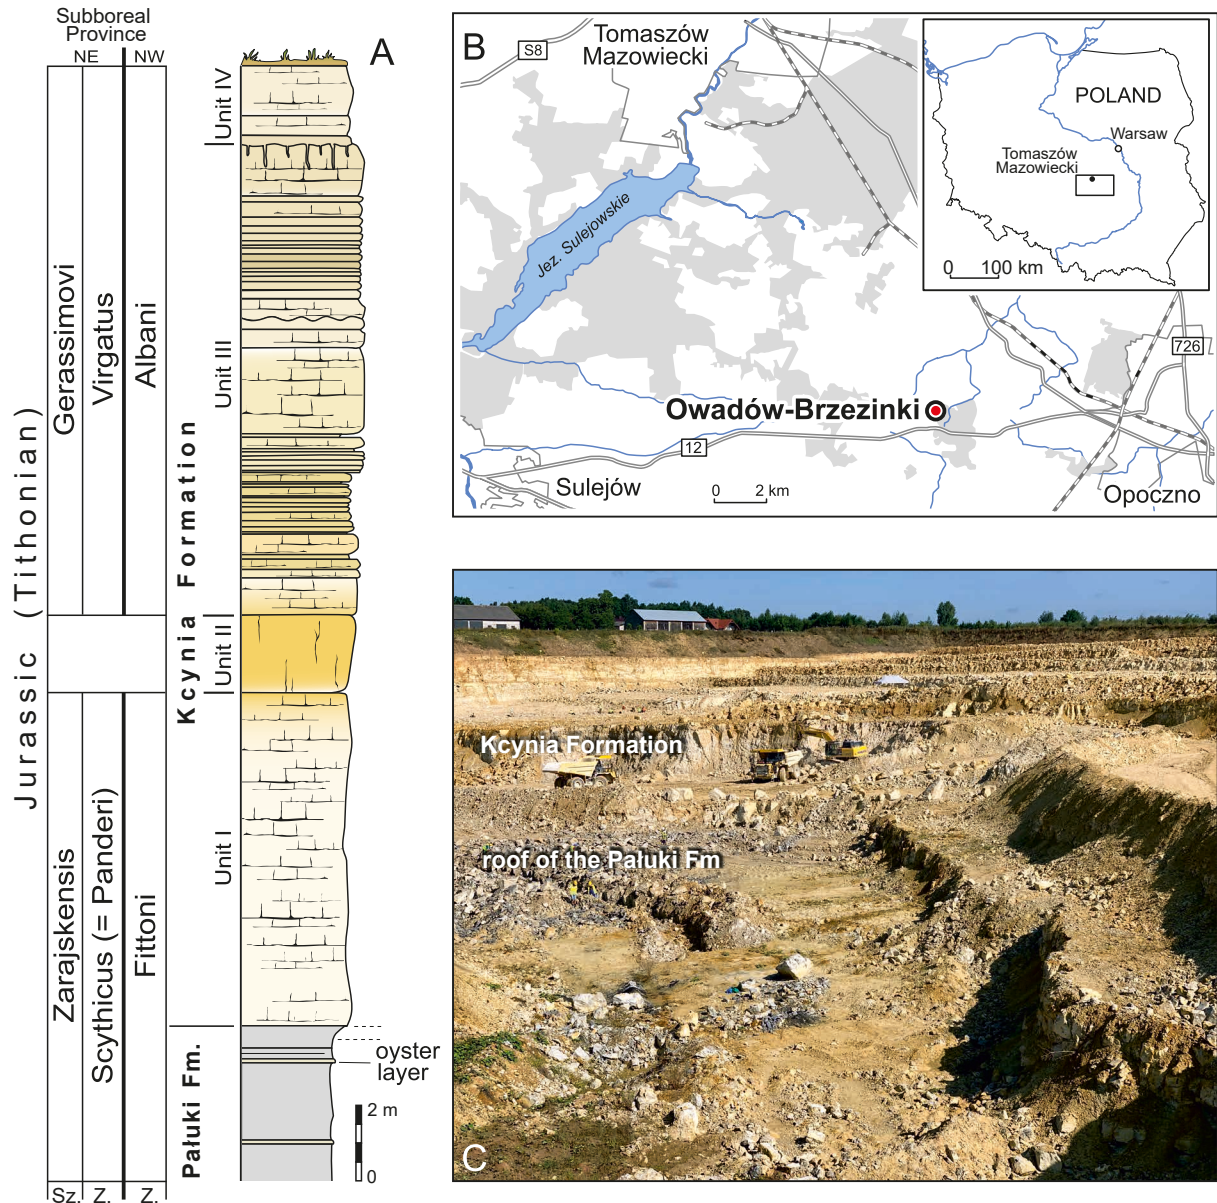 A
Subboreal
Province
NE
NW
Jurassic (Tithonian)
Gerassimovi
Virgatus
Albani
Zarajskensis
Scythicus (= Panderi)
Fittoni
Sz.
Z.
Z.
Kcynia Formation
Pałuki Fm.
Unit IV
Unit III
Unit II
Unit I
oyster
layer
2 m
0
B
S8
Tomaszów
Mazowiecki
Jez. Sulejowskie
POLAND
Warsaw
Tomaszów
Mazowiecki
0 100 km
726
Owadów-Brzezinki
12
Sulejów
0 2 km
Opoczno
Kcynia Formation
roof of the Pałuki Fm
C